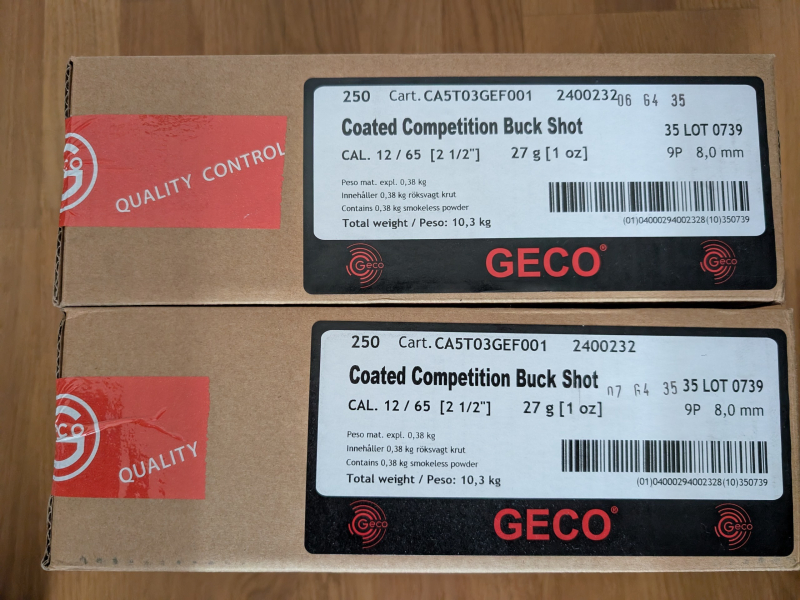 250 Cart. CA5T03GEF001 2400232 06 64 35
Coated Competition Buck Shot 35 LOT 0739
CAL. 12 / 65 [2 1/2"] 27 g [1 oz] 9P 8,0 mm
Peso mat. expl. 0,38 kg
Innehåller 0,38 kg röksvagt krut
Contains 0,38 kg smokeless powder
Total weight / Peso: 10,3 kg
(01)04000294002328(10)350739
Geco GECO® Geco
QUALITY CONTROL
250 Cart. CA5T03GEF001 2400232
Coated Competition Buck Shot 07 64 35 35 LOT 0739
CAL. 12 / 65 [2 1/2"] 27 g [1 oz] 9P 8,0 mm
Peso mat. expl. 0,38 kg
Innehåller 0,38 kg röksvagt krut
Contains 0,38 kg smokeless powder
Total weight / Peso: 10,3 kg
(01)04000294002328(10)350739
Geco GECO® Geco
QUALITY